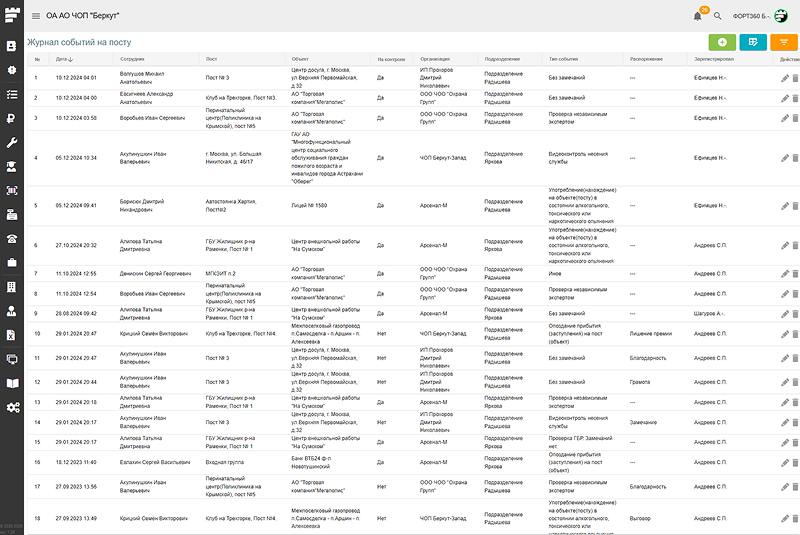 ОА АО ЧОП "Беркут"
26
ФОРТ360 Б.-.
Журнал событий на посту
№ Дата Сотрудник Пост Объект На контроле Организация Подразделение Тип события Распоряжение Зарегистрировал Действия
1 10.12.2024 04:01 Волпушов Михаил Анатольевич Пост № 3 Центр досуга, г. Москва, ул.Верхняя Первомайская, д.32 Да ИП Прохоров Дмитрий Николаевич Подразделение Радышева Без замечаний --- Ефимцев Н.-.
2 10.12.2024 04:00 Евсигнеев Александр Анатольевич Клуб на Трехгорке, Пост №3. АО "Торговая компания"Мегаполис" Да ООО ЧОО "Охрана Групп" Подразделение Радышева Без замечаний --- Ефимцев Н.-.
3 10.12.2024 03:58 Воробьев Иван Сергеевич Перинатальный центр(Поликлиника на Крымской), пост №5 АО "Торговая компания"Мегаполис" Да ООО ЧОО "Охрана Групп" Подразделение Радышева Проверка независимым экспертом --- Ефимцев Н.-.
4 05.12.2024 10:34 Акулинушкин Иван Валерьевич г. Москва, ул. Большая Никитская, д. 46/17 ГАУ АО "Многофункциональный центр социального обслуживания граждан пожилого возраста и инвалидов города Астрахани "Оберег" Да ЧОП Беркут-Запад Подразделение Яркова Видеоконтроль несения службы --- Ефимцев Н.-.
5 05.12.2024 09:41 Борисюк Дмитрий Никандрович Автостоянка Хартия, Пост№2 Лицей № 1580 Да Арсенал-М Подразделение Радышева Употребление(нахождение) на объекте(посту) в состоянии алкогольного, токсического или наркотического опьянения --- Ефимцев Н.-.
6 27.10.2024 20:32 Алипова Татьяна Дмитриевна ГБУ Жилищник р-на Раменки, Пост № 1 Центр внешкольной работы "На Сумском" Да Арсенал-М Подразделение Радышева Употребление(нахождение) на объекте(посту) в состоянии алкогольного, токсического или наркотического опьянения --- Андреев С.П.
7 11.10.2024 12:55 Денискин Сергей Георгиевич МГКЭИТ п.2 АО "Торговая компания"Мегаполис" Да ООО ЧОО "Охрана Групп" Подразделение Радышева Иное --- Андреев С.П.
8 11.10.2024 12:54 Воробьев Иван Сергеевич Перинатальный центр(Поликлиника на Крымской), пост №5 АО "Торговая компания"Мегаполис" Да ООО ЧОО "Охрана Групп" Подразделение Радышева Проверка независимым экспертом --- Андреев С.П.
9 28.08.2024 09:42 Алипова Татьяна Дмитриевна ГБУ Жилищник р-на Раменки, Пост № 1 Центр внешкольной работы "На Сумском" Да Арсенал-М Подразделение Яркова Без замечаний --- Шагуров А.-.
10 29.01.2024 20:47 Крицкий Семён Викторович Клуб на Трехгорке, Пост №4. Межпоселковый газопровод п.Самоследка - п.Аршин - п. Алексеевка Нет ЧОП Беркут-Запад Подразделение Радышева Опоздание прибытия (заступления) на пост (объект) Лишение премии Андреев С.П.
11 29.01.2024 20:47 Акулинушкин Иван Валерьевич Пост № 3 Центр досуга, г. Москва, ул.Верхняя Первомайская, д.32 Нет ИП Прохоров Дмитрий Николаевич Подразделение Радышева Без замечаний Благодарность Андреев С.П.
12 29.01.2024 20:44 Акулинушкин Иван Валерьевич Пост № 3 Центр досуга, г. Москва, ул.Верхняя Первомайская, д.32 Нет ИП Прохоров Дмитрий Николаевич Подразделение Радышева Без замечаний Грамота Андреев С.П.
13 29.01.2024 20:18 Алипова Татьяна Дмитриевна ГБУ Жилищник р-на Раменки, Пост № 1 Центр внешкольной работы "На Сумском" Да Арсенал-М Подразделение Яркова Проверка независимым экспертом --- Андреев С.П.
14 29.01.2024 20:17 Акулинушкин Иван Валерьевич Пост № 3 Центр досуга, г. Москва, ул.Верхняя Первомайская, д.32 Нет ИП Прохоров Дмитрий Николаевич Подразделение Радышева Видеоконтроль несения службы Замечание Андреев С.П.
15 29.01.2024 20:17 Алипова Татьяна Дмитриевна ГБУ Жилищник р-на Раменки, Пост № 1 Центр внешкольной работы "На Сумском" Да Арсенал-М Подразделение Яркова Проверка ГБР. Замечаний нет. --- Андреев С.П.
16 18.12.2023 11:40 Евлахин Сергей Васильевич Входная группа Банк ВТБ24 ф-л Новотушинский Да Арсенал-М Подразделение Яркова Опоздание прибытия (заступления) на пост (объект) --- Андреев С.П.
17 27.09.2023 13:56 Акулинушкин Иван Валерьевич Перинатальный центр(Поликлиника на Крымской), пост №5 АО "Торговая компания"Мегаполис" Нет ООО ЧОО "Охрана Групп" Подразделение Радышева Проверка независимым экспертом Благодарность Андреев С.П.
18 27.09.2023 13:49 Крицкий Семён Викторович Клуб на Трехгорке, Пост №4. Межпоселковый газопровод п.Самоследка - п.Аршин - п. Алексеевка Нет ЧОП Беркут-Запад Подразделение Радышева Употребление(нахождение) на объекте(посту) в состоянии алкогольного, токсического или Выговор Андреев С.П.